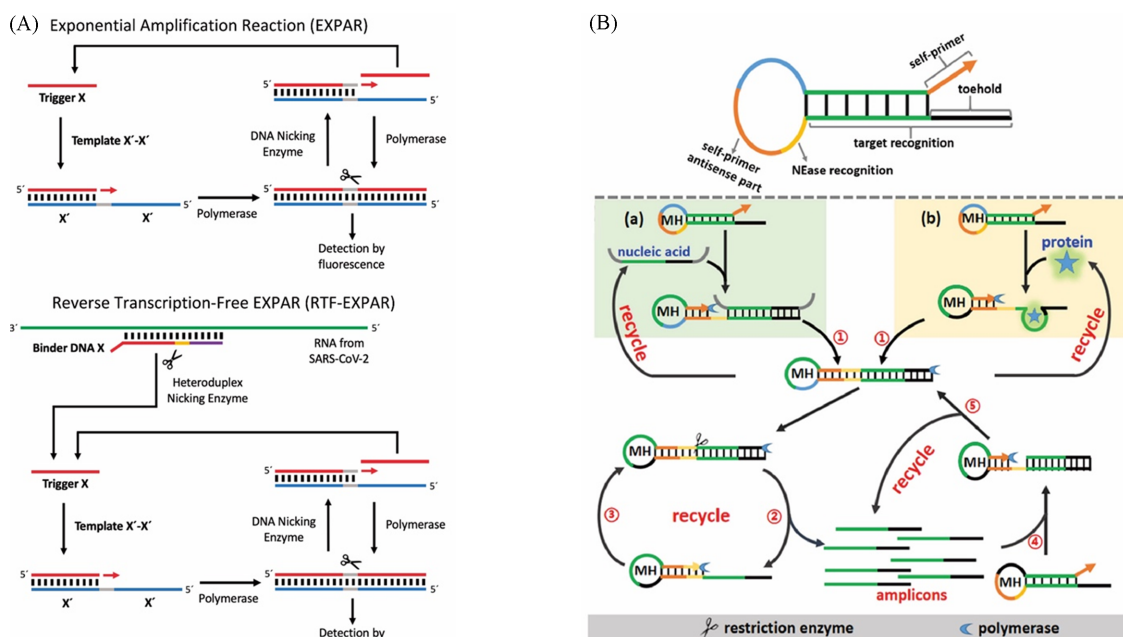 (A)
Exponential Amplification Reaction (EXPAR)
Trigger X
Template X′-X′
5′
X′
X′
5′
Polymerase
5′
5′
DNA Nicking
Enzyme
Polymerase
5′
5′
Detection by
fluorescence
Reverse Transcription-Free EXPAR (RTF-EXPAR)
3′
5′
Binder DNA X
RNA from
SARS-CoV-2
Heteroduplex
Nicking Enzyme
Trigger X
Template X′-X′
5′
X′
X′
5′
Polymerase
5′
5′
DNA Nicking
Enzyme
Polymerase
5′
5′
Detection by
(B)
self-primer
toehold
target recognition
NEase recognition
self-primer
antisense part
(a)
MH
nucleic acid
MH
recycle
①
(b)
MH
protein
MH
recycle
①
MH
MH
③
recycle
②
MH
recycle
⑤
MH
④
MH
amplicons
restriction enzyme
polymerase